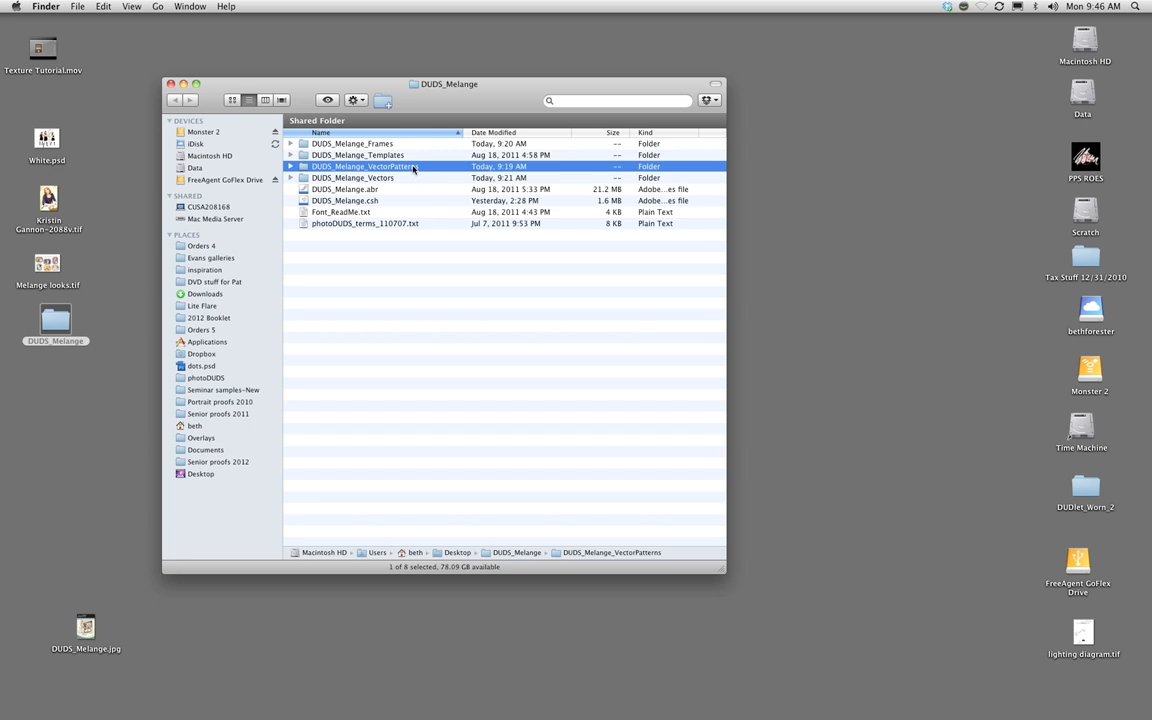 Finder File Edit View Go Window Help Mon 9:46 AM
Texture Tutorial.mov
White.psd
Kristin
Gannon-2088v.tif
Melange looks.tif
DUDS_Melange
DUDS_Melange.jpg
DUDS_Melange
Shared Folder
Name Date Modified Size Kind
DUDS_Melange_Frames Today, 9:20 AM -- Folder
DUDS_Melange_Templates Aug 18, 2011 4:58 PM -- Folder
DUDS_Melange_VectorPatterns Today, 9:19 AM -- Folder
DUDS_Melange_Vectors Today, 9:21 AM -- Folder
DUDS_Melange.abr Aug 18, 2011 5:33 PM 21.2 MB Adobe...es file
DUDS_Melange.csh Yesterday, 2:28 PM 1.6 MB Adobe...es file
Font_ReadMe.txt Aug 18, 2011 4:43 PM 4 KB Plain Text
photoDUDS_terms_110707.txt Jul 7, 2011 9:53 PM 8 KB Plain Text
DEVICES
Monster 2
iDisk
Macintosh HD
Data
FreeAgent GoFlex Drive
SHARED
CUSA208168
Mac Media Server
PLACES
Orders 4
Evans galleries
inspiration
DVD stuff for Pat
Downloads
Lite Flare
2012 Booklet
Orders 5
Applications
Dropbox
dots.psd
photoDUDS
Seminar samples-New
Portrait proofs 2010
Senior proofs 2011
beth
Overlays
Documents
Senior proofs 2012
Desktop
Macintosh HD Users beth Desktop DUDS_Melange DUDS_Melange_VectorPatterns
1 of 8 selected, 78.09 GB available
Macintosh HD
Data
PPS ROES
Scratch
Tax Stuff 12/31/2010
bethforester
Monster 2
Time Machine
DUDlet_Worn_2
FreeAgent GoFlex
Drive
lighting diagram.tif